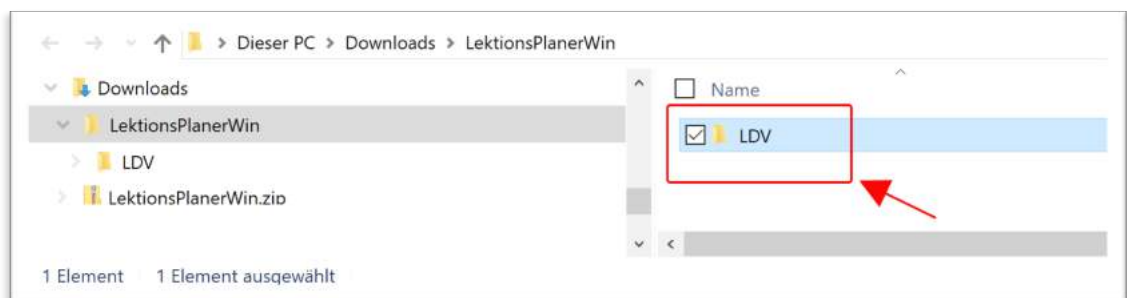 Dieser PC > Downloads > LektionsPlanerWin
Downloads
LektionsPlanerWin
LDV
LektionsPlanerWin.zip
Name
LDV
1 Element 1 Element ausgewählt